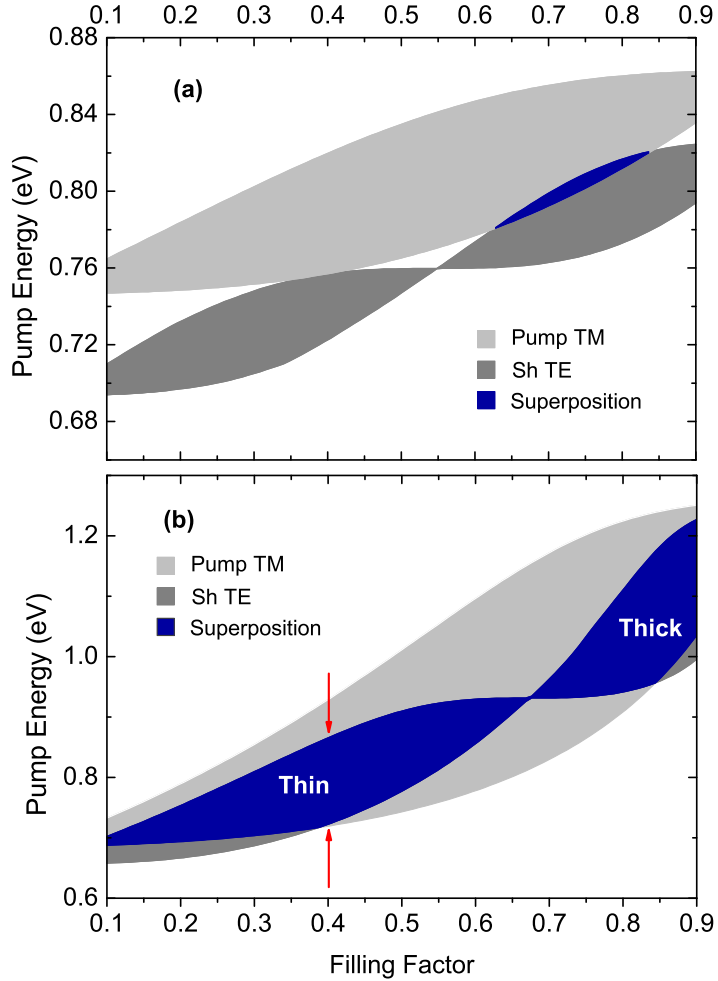 0.1 0.2 0.3 0.4 0.5 0.6 0.7 0.8 0.9
0.88
(a)
0.84
0.80
0.76
0.72
0.68
Pump Energy (eV)
Pump TM
Sh TE
Superposition
(b)
1.2
1.0
0.8
0.6
Pump Energy (eV)
Pump TM
Sh TE
Superposition
Thick
Thin
0.1 0.2 0.3 0.4 0.5 0.6 0.7 0.8 0.9
Filling Factor